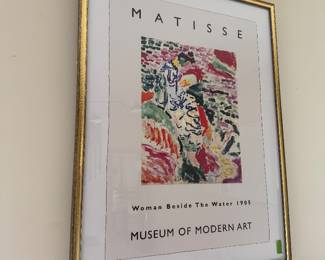 MATISSE
Woman Beside The Water 1905
MUSEUM OF MODERN ART